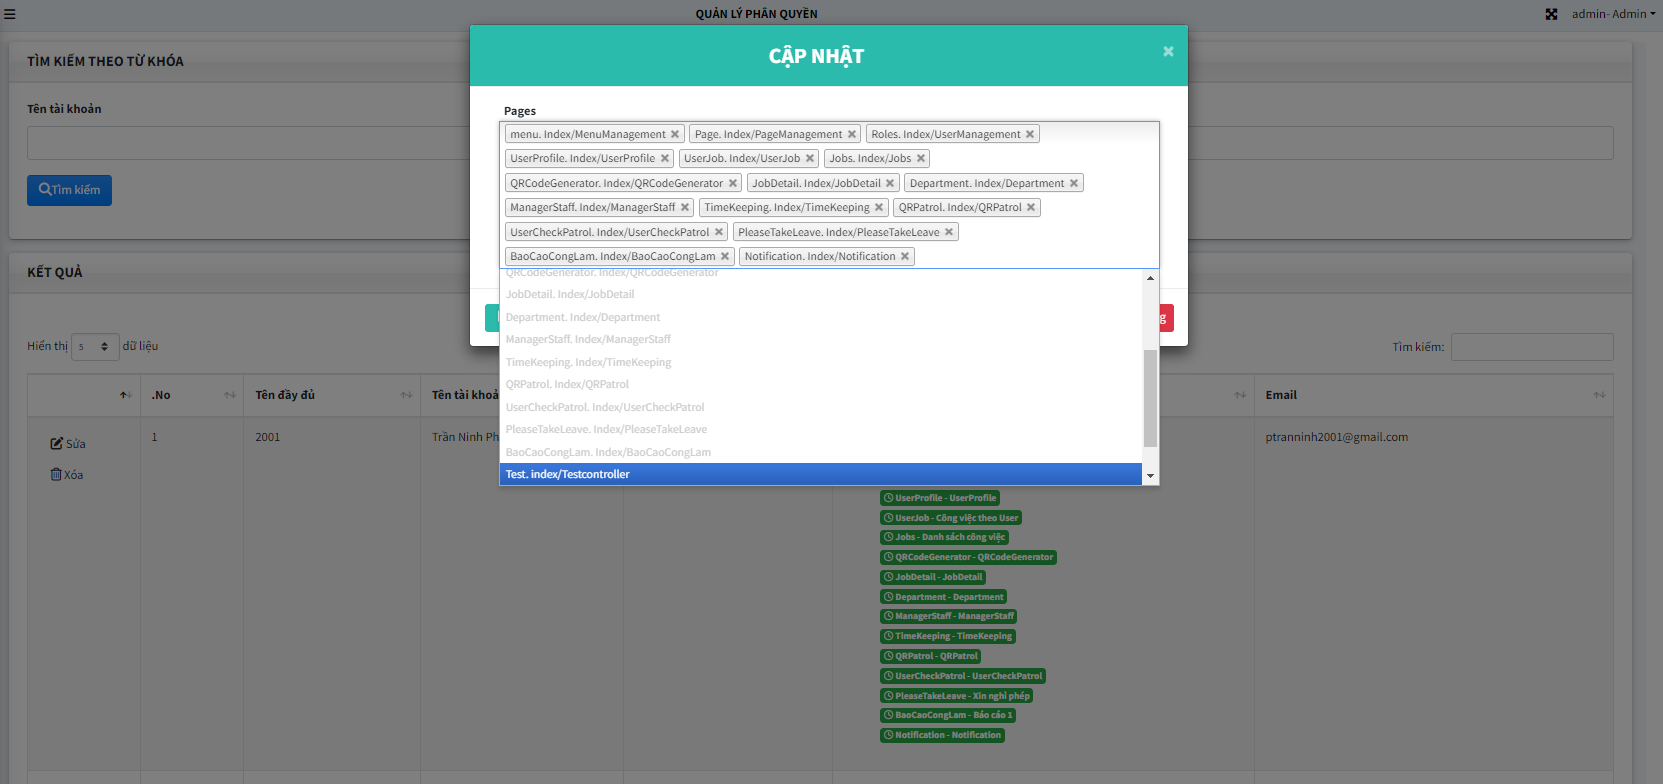 QUẢN LÝ PHÂN QUYỀN
admin- Admin
CẬP NHẬT
×
TÌM KIẾM THEO TỪ KHÓA
Tên tài khoản
Tìm kiếm
Pages
menu. Index/MenuManagement
Page. Index/PageManagement
Roles. Index/UserManagement
UserProfile. Index/UserProfile
UserJob. Index/UserJob
Jobs. Index/Jobs
QRCodeGenerator. Index/QRCodeGenerator
JobDetail. Index/JobDetail
Department. Index/Department
ManagerStaff. Index/ManagerStaff
TimeKeeping. Index/TimeKeeping
QRPatrol. Index/QRPatrol
UserCheckPatrol. Index/UserCheckPatrol
PleaseTakeLeave. Index/PleaseTakeLeave
BaoCaoCongLam. Index/BaoCaoCongLam
Notification. Index/Notification
QRCodeGenerator. Index/QRCodeGenerator
JobDetail. Index/JobDetail
Department. Index/Department
ManagerStaff. Index/ManagerStaff
TimeKeeping. Index/TimeKeeping
QRPatrol. Index/QRPatrol
UserCheckPatrol. Index/UserCheckPatrol
PleaseTakeLeave. Index/PleaseTakeLeave
BaoCaoCongLam. Index/BaoCaoCongLam
Test. index/Testcontroller
KẾT QUẢ
Hiển thị 5 dữ liệu
Tìm kiếm:
.No
Tên đầy đủ
Tên tài khoả
Email
Sửa
Xóa
1
2001
Trần Ninh Ph
ptranninh2001@gmail.com
UserProfile - UserProfile
UserJob - Công việc theo User
Jobs - Danh sách công việc
QRCodeGenerator - QRCodeGenerator
JobDetail - JobDetail
Department - Department
ManagerStaff - ManagerStaff
TimeKeeping - TimeKeeping
QRPatrol - QRPatrol
UserCheckPatrol - UserCheckPatrol
PleaseTakeLeave - Xin nghỉ phép
BaoCaoCongLam - Báo cáo 1
Notification - Notification